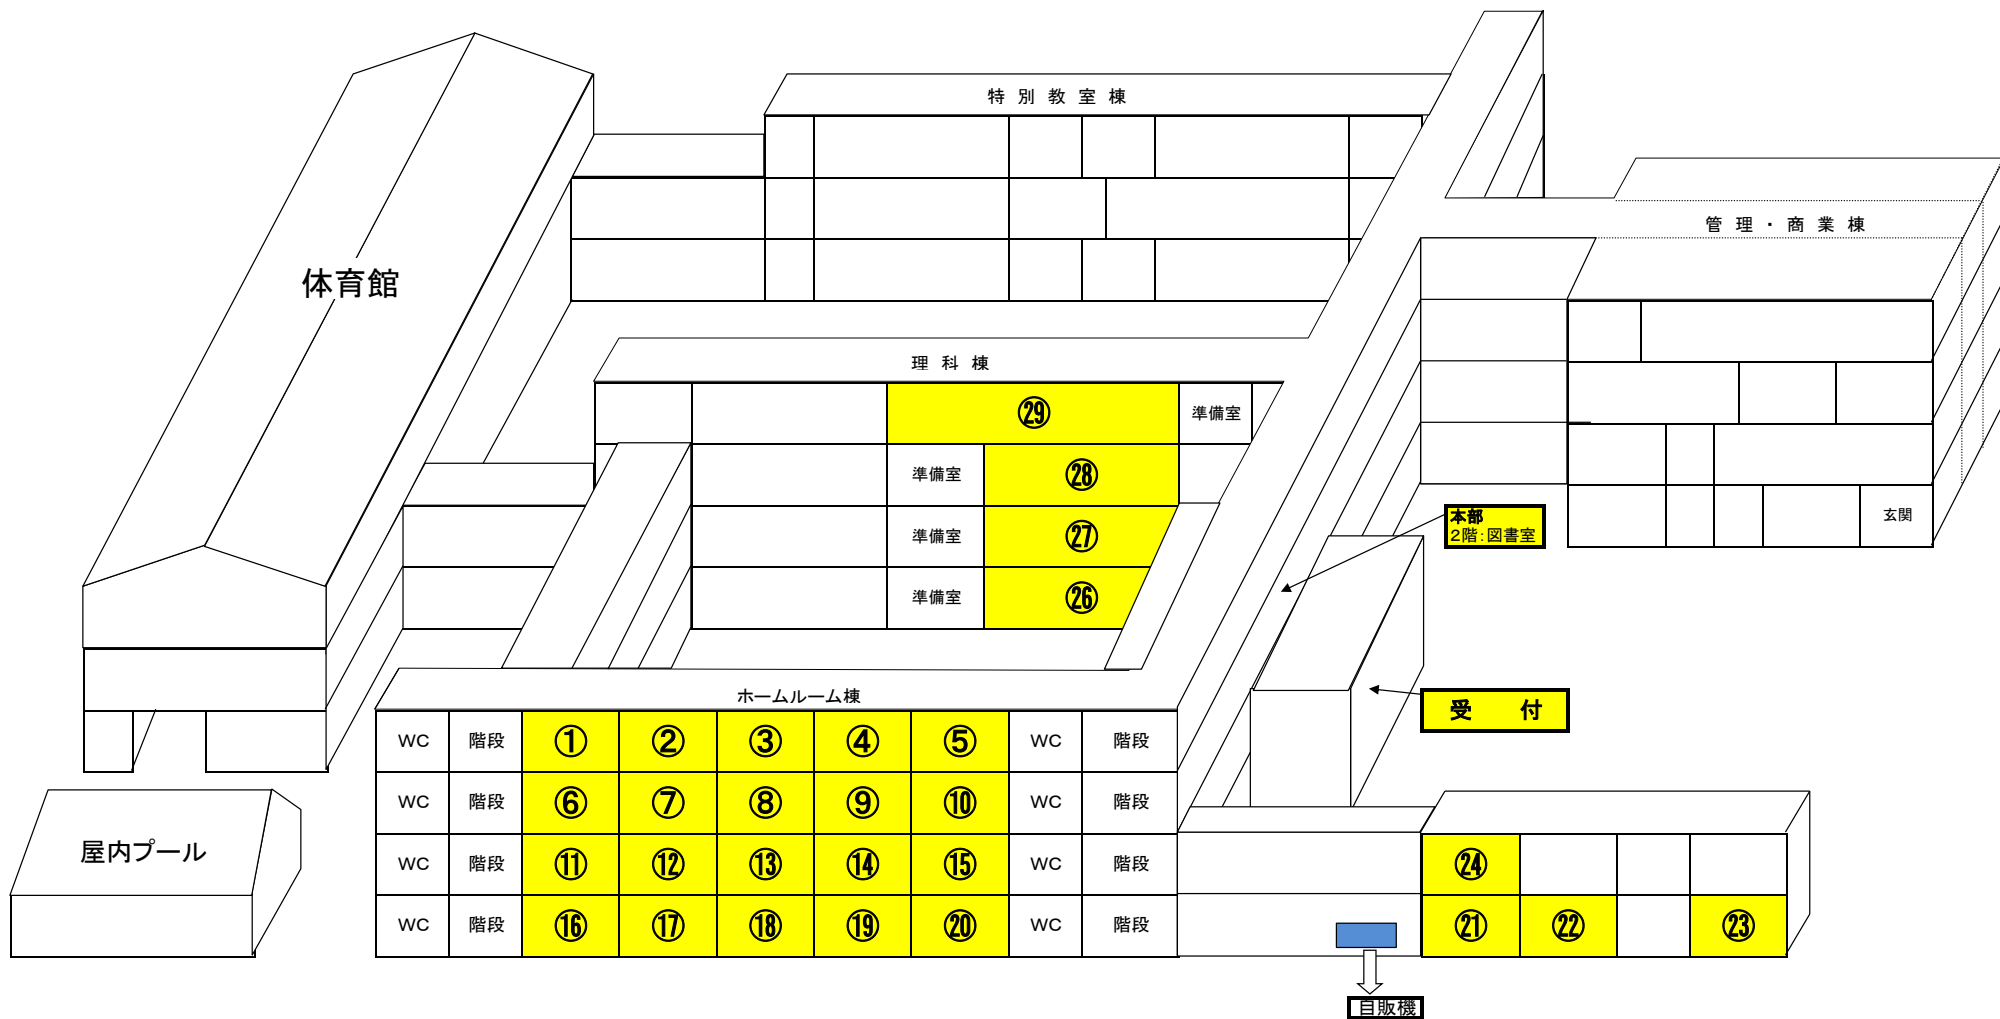 特別教室棟
管理・商業棟
体育館
理科棟
㉙ 準備室
準備室 ㉘
準備室 ㉗
準備室 ㉖
玄関
本部
2階:図書室
受　付
ホームルーム棟
WC 階段 ① ② ③ ④ ⑤ WC 階段
WC 階段 ⑥ ⑦ ⑧ ⑨ ⑩ WC 階段
WC 階段 ⑪ ⑫ ⑬ ⑭ ⑮ WC 階段
WC 階段 ⑯ ⑰ ⑱ ⑲ ⑳ WC 階段
屋内プール
㉔
㉑ ㉒ ㉓
自販機